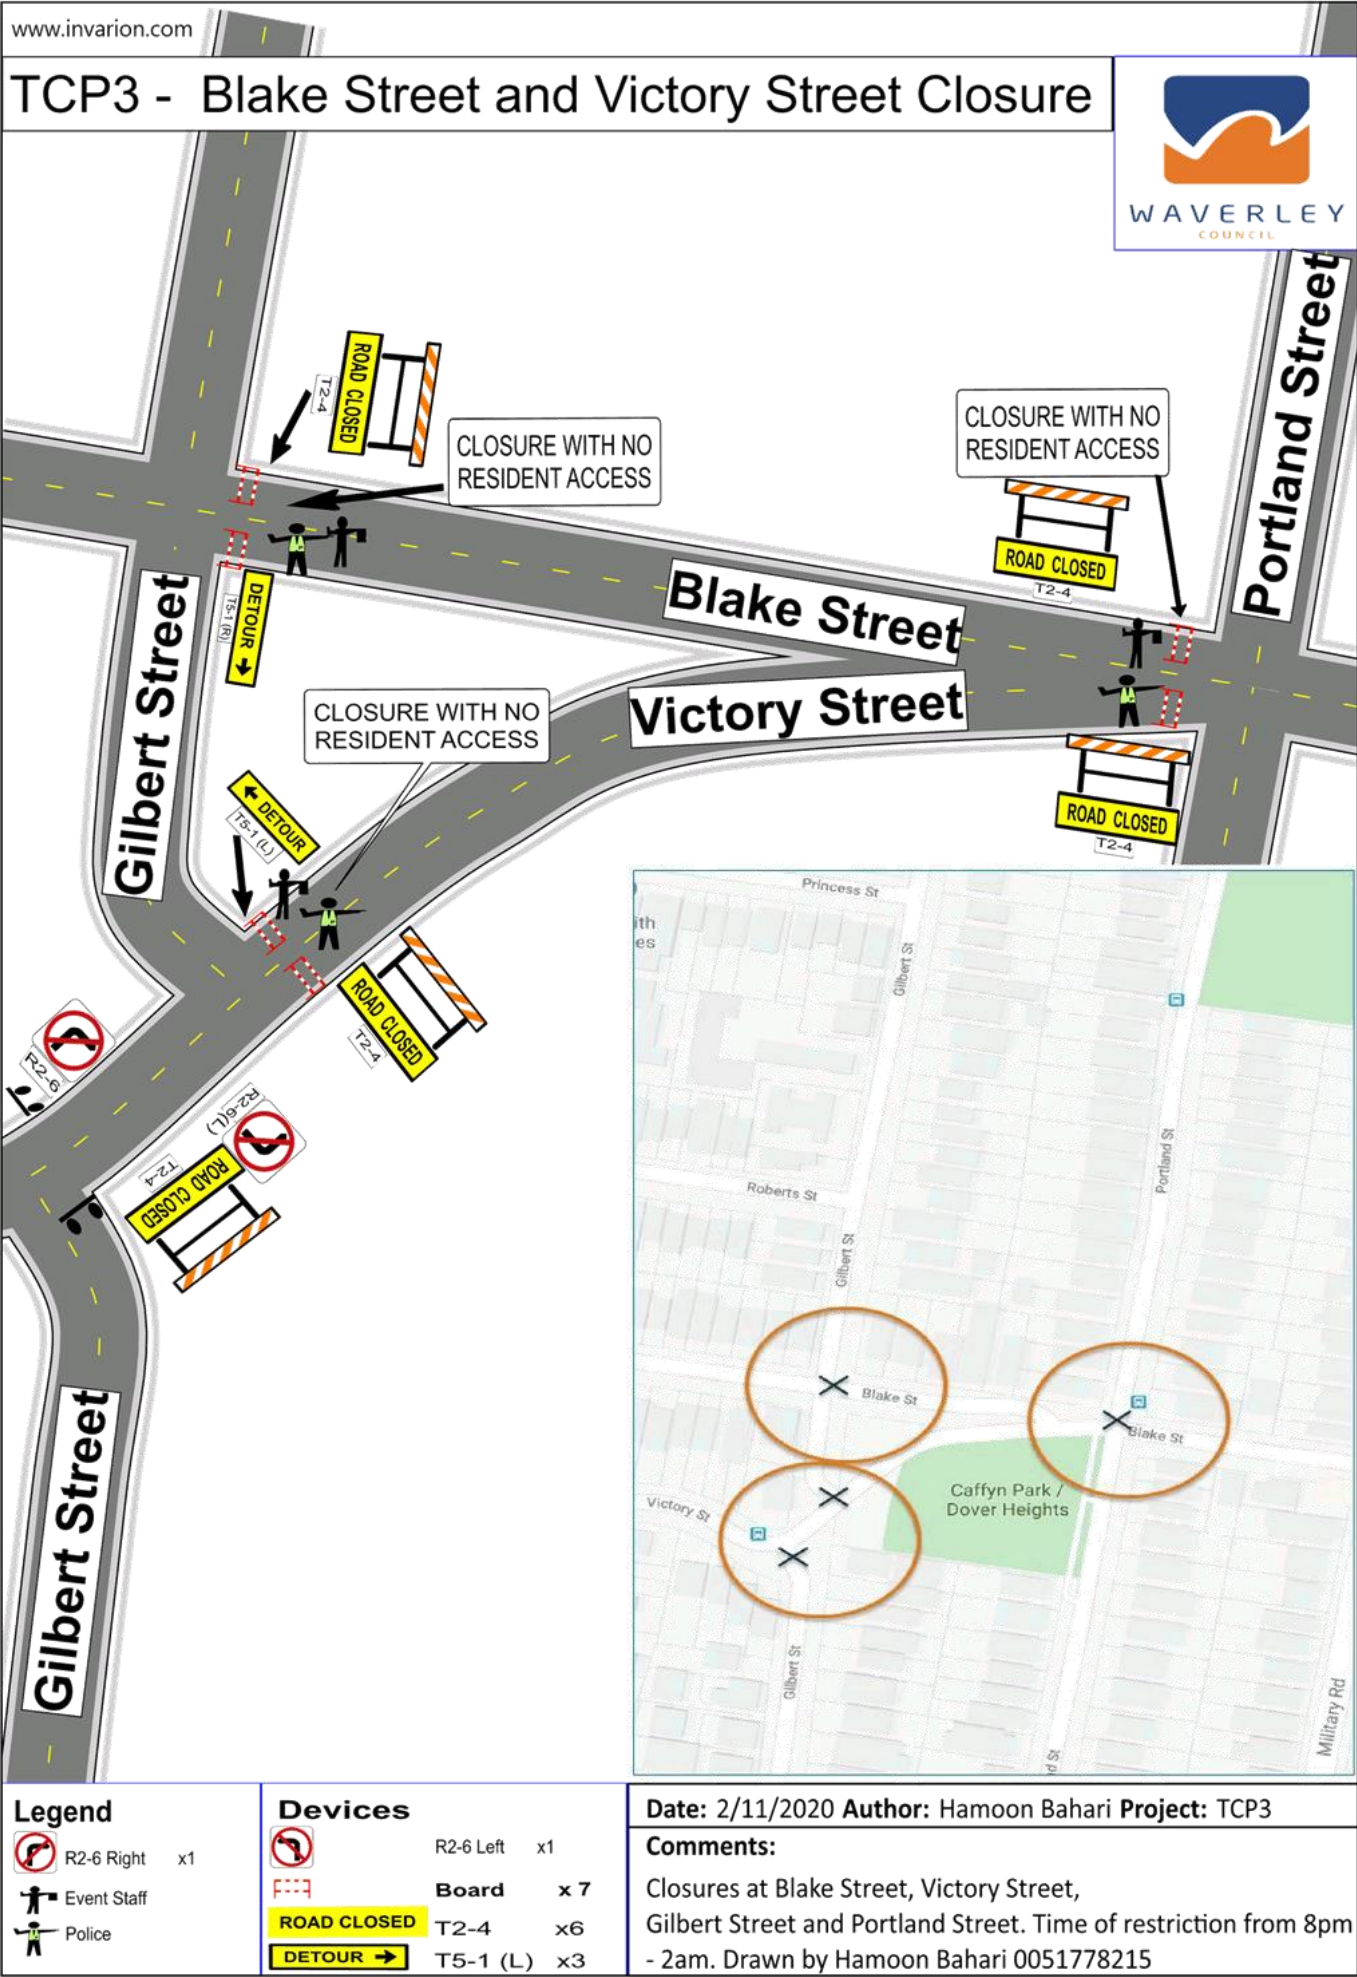 www.invarion.com
TCP3 - Blake Street and Victory Street Closure
WAVERLEY
COUNCIL
Portland Street
ROAD CLOSED
T2-4
CLOSURE WITH NO
RESIDENT ACCESS
CLOSURE WITH NO
RESIDENT ACCESS
ROAD CLOSED
T2-4
DETOUR
T5-1 (R)
Blake Street
Gilbert Street
Victory Street
CLOSURE WITH NO
RESIDENT ACCESS
DETOUR
T5-1 (L)
ROAD CLOSED
T2-4
ROAD CLOSED
T2-4
R2-6
R2-6(L)
T2-4
ROAD CLOSED
Gilbert Street
Princess St
ith
es
Gilbert St
Portland St
Roberts St
Gilbert St
Blake St
Blake St
Caffyn Park /
Dover Heights
Victory St
Gilbert St
Military Rd
d St
Legend
R2-6 Right x1
Event Staff
Police
Devices
R2-6 Left x1
Board x 7
ROAD CLOSED T2-4 x6
DETOUR T5-1 (L) x3
Date: 2/11/2020 Author: Hamoon Bahari Project: TCP3
Comments:
Closures at Blake Street, Victory Street,
Gilbert Street and Portland Street. Time of restriction from 8pm
- 2am. Drawn by Hamoon Bahari 0051778215